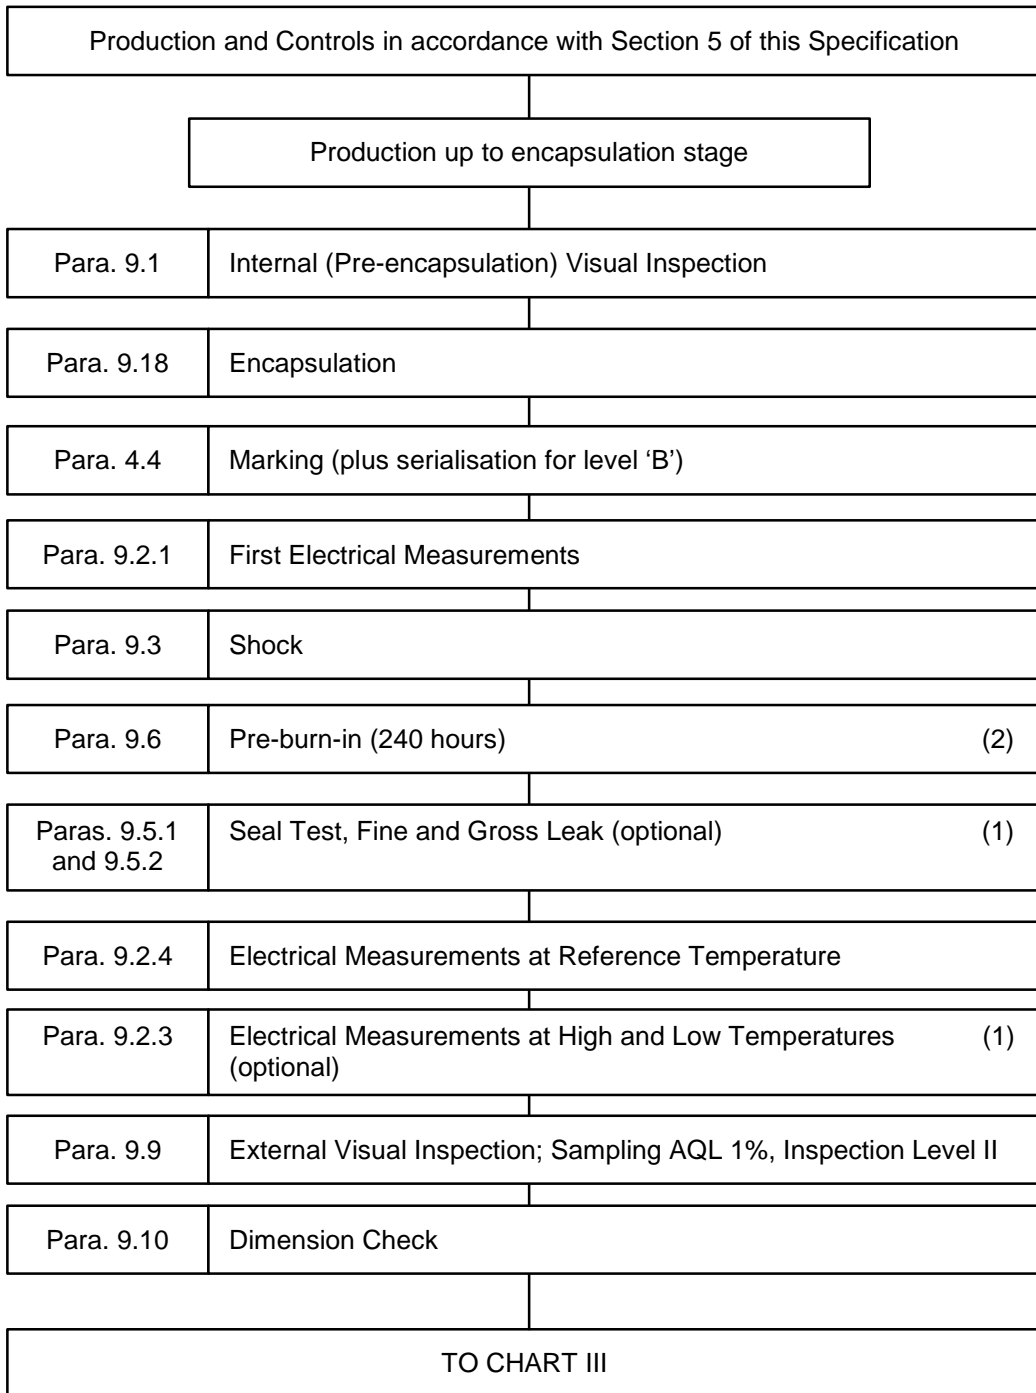 Production and Controls in accordance with Section 5 of this Specification
Production up to encapsulation stage
Para. 9.1 Internal (Pre-encapsulation) Visual Inspection
Para. 9.18 Encapsulation
Para. 4.4 Marking (plus serialisation for level ‘B’)
Para. 9.2.1 First Electrical Measurements
Para. 9.3 Shock
Para. 9.6 Pre-burn-in (240 hours) (2)
Paras. 9.5.1 Seal Test, Fine and Gross Leak (optional) (1)
and 9.5.2
Para. 9.2.4 Electrical Measurements at Reference Temperature
Para. 9.2.3 Electrical Measurements at High and Low Temperatures (1)
(optional)
Para. 9.9 External Visual Inspection; Sampling AQL 1%, Inspection Level II
Para. 9.10 Dimension Check
TO CHART III